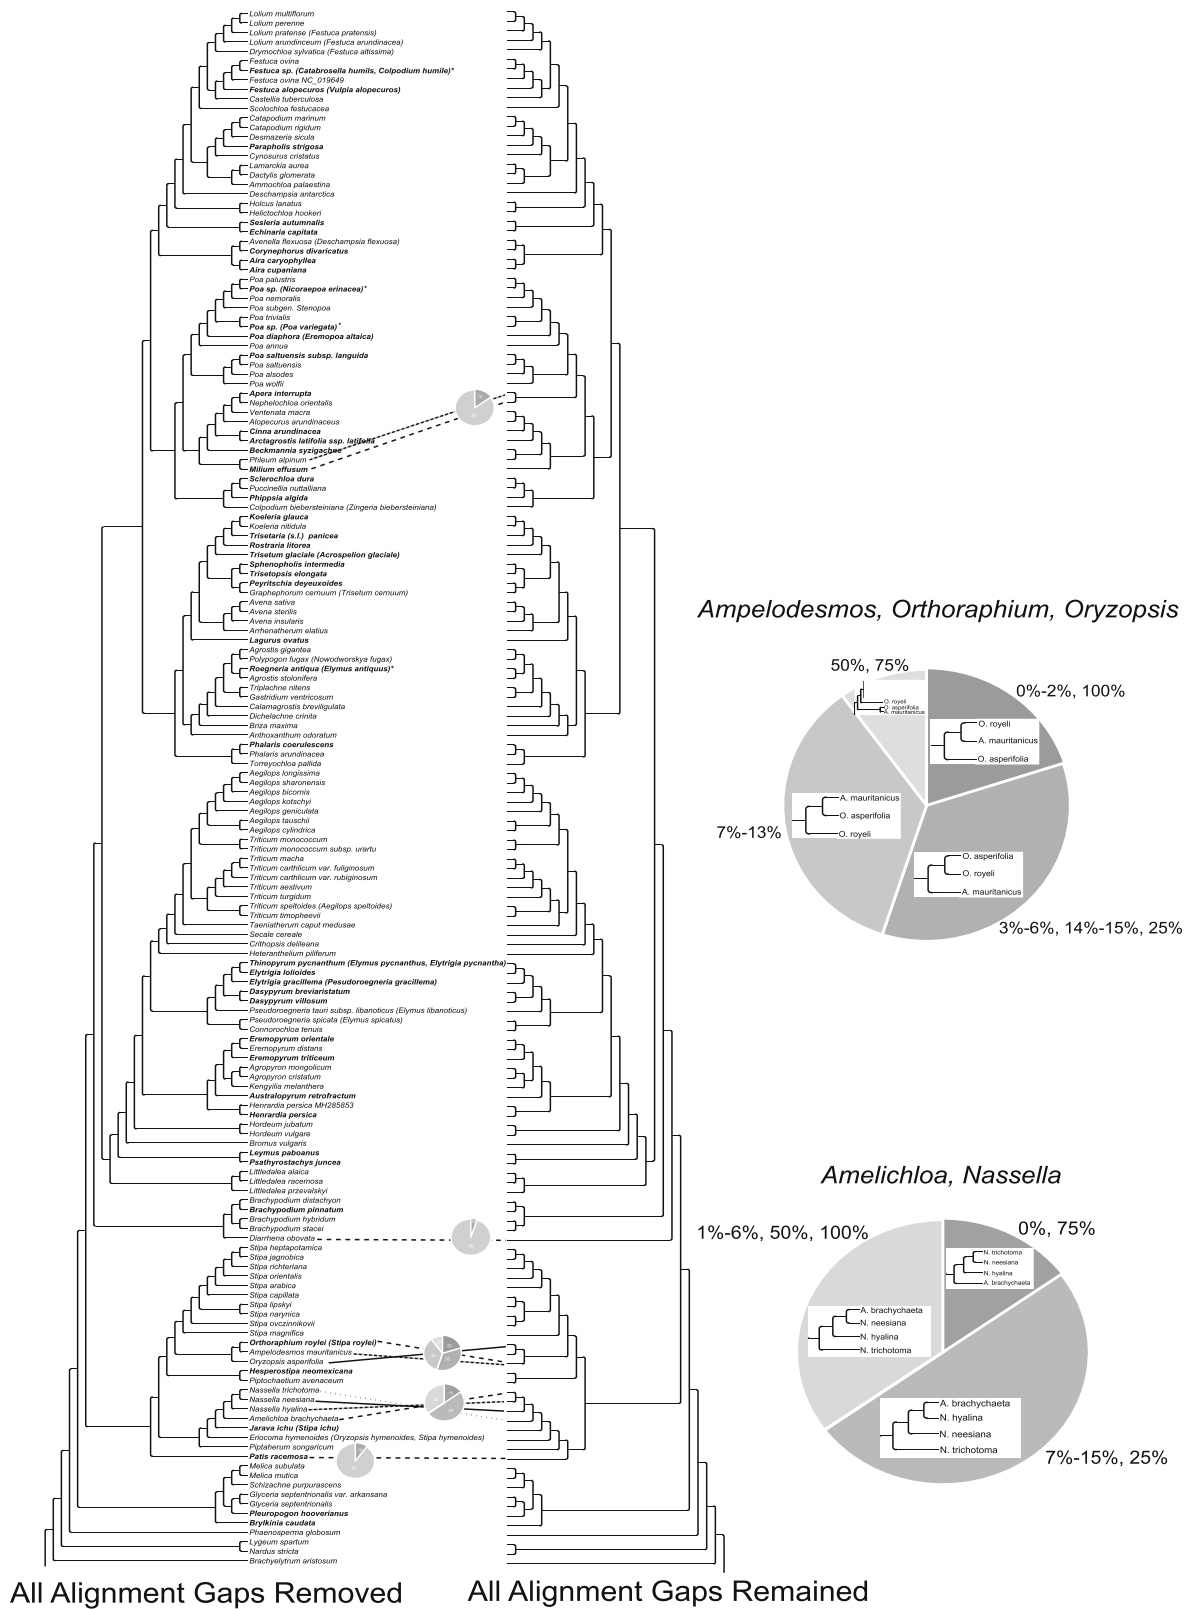 Lolium multiflorum
Lolium perenne
Lolium pratense (Festuca pratensis)
Lolium arundinceum (Festuca arundinacea)
Drymochloa sylvatica (Festuca altissima)
Festuca ovina
Festuca sp. (Catabrosella humils, Colpodium humile)*
Festuca ovina NC_019649
Festuca alopecuros (Vulpia alopecuros)
Castellia tuberculosa
Scolochloa festucacea
Catapodium marinum
Catapodium rigidum
Desmazeria sicula
Parapholis strigosa
Cynosurus cristatus
Lamarckia aurea
Dactylis glomerata
Ammochloa palaestina
Deschampsia antarctica
Holcus lanatus
Helictochloa hookeri
Sesleria autumnalis
Echinaria capitata
Avenella flexuosa (Deschampsia flexuosa)
Corynephorus divaricatus
Aira caryophyllea
Aira cupaniana
Poa palustris
Poa sp. (Nicoraepoa erinacea)*
Poa nemoralis
Poa subgen. Stenopoa
Poa trivialis
Poa sp. (Poa variegata)*
Poa diaphora (Eremopoa altaica)
Poa annua
Poa saltuensis subsp. languida
Poa saltuensis
Poa alsodes
Poa wolfii
Apera interrupta
Nephelochloa orientalis
Ventenata macra
Alopecurus arundinaceus
Cinna arundinacea
Arctagrostis latifolia ssp. latifolia
Beckmannia syzigachne
Phleum alpinum
Milium effusum
Sclerochloa dura
Puccinellia nuttalliana
Phippsia algida
Colpodium biebersteiniana (Zingeria biebersteiniana)
Koeleria glauca
Koeleria nitidula
Trisetaria (s.l.) panicea
Rostraria litorea
Trisetum glaciale (Acrospelion glaciale)
Sphenopholis intermedia
Trisetopsis elongata
Peyritschia deyeuxoides
Graphephorum cernuum (Trisetum cernuum)
Avena sativa
Avena sterilis
Avena insularis
Arrhenatherum elatius
Lagurus ovatus
Agrostis gigantea
Polypogon fugax (Nowodworskya fugax)
Roegneria antiqua (Elymus antiquus)*
Agrostis stolonifera
Triplachne nitens
Gastridium ventricosum
Calamagrostis breviligulata
Dichelachne crinita
Briza maxima
Anthoxanthum odoratum
Phalaris coerulescens
Phalaris arundinacea
Torreyochloa pallida
Aegilops longissima
Aegilops sharonensis
Aegilops bicornis
Aegilops kotschyi
Aegilops geniculata
Aegilops tauschii
Aegilops cylindrica
Triticum monococcum
Triticum monococcum subsp. urartu
Triticum macha
Triticum carthlicum var. fuliginosum
Triticum carthlicum var. rubiginosum
Triticum aestivum
Triticum turgidum
Triticum speltoides (Aegilops speltoides)
Triticum timopheevii
Taeniatherum caput medusae
Secale cereale
Crithopsis delileana
Heteranthelium piliferum
Thinopyrum pycnanthum (Elymus pycnanthus, Elytrigia pycnantha)
Elytrigia lolioides
Elytrigia gracillema (Pesudoroegneria gracillema)
Dasypyrum breviaristatum
Dasypyrum villosum
Pseudoroegneria tauri subsp. libanoticus (Elymus libanoticus)
Pseudoroegneria spicata (Elymus spicatus)
Connorochloa tenuis
Eremopyrum orientale
Eremopyrum distans
Eremopyrum triticeum
Agropyron mongolicum
Agropyron cristatum
Kengyilia melanthera
Australopyrum retrofractum
Henrardia persica MH285853
Henrardia persica
Hordeum jubatum
Hordeum vulgare
Bromus vulgaris
Leymus paboanus
Psathyrostachys juncea
Littledalea alaica
Littledalea racemosa
Littledalea przevalskyi
Brachypodium distachyon
Brachypodium pinnatum
Brachypodium hybridum
Brachypodium stacei
Diarrhena obovata
Stipa heptapotamica
Stipa jagnobica
Stipa richteriana
Stipa orientalis
Stipa arabica
Stipa capillata
Stipa lipskyi
Stipa narynica
Stipa ovczinnikovii
Stipa magnifica
Orthoraphium roylei (Stipa roylei)
Ampelodesmos mauritanicus
Oryzopsis asperifolia
Hesperostipa neomexicana
Piptochaetium avenaceum
Nassella trichotoma
Nassella neesiana
Nassella hyalina
Amelichloa brachychaeta
Jarava ichu (Stipa ichu)
Eriocoma hymenoides (Oryzopsis hymenoides, Stipa hymenoides)
Piptaherum songaricum
Patis racemosa
Melica subulata
Melica mutica
Schizachne purpurascens
Glyceria septentrionalis var. arkansana
Glyceria septentrionalis
Pleuropogon hooverianus
Brylkinia caudata
Phaenosperma globosum
Lygeum spartum
Nardus stricta
Brachyelytrum aristosum
All Alignment Gaps Removed
All Alignment Gaps Remained
Ampelodesmos, Orthoraphium, Oryzopsis
50%, 75%
0%-2%, 100%
O. royeli
O. asperifolia
A. mauritanicus
O. royeli
A. mauritanicus
O. asperifolia
A. mauritanicus
O. asperifolia
O. royeli
7%-13%
O. asperifolia
O. royeli
A. mauritanicus
3%-6%, 14%-15%, 25%
Amelichloa, Nassella
1%-6%, 50%, 100%
0%, 75%
N. trichotoma
N. neesiana
N. hyalina
A. brachychaeta
A. brachychaeta
N. neesiana
N. hyalina
N. trichotoma
A. brachychaeta
N. hyalina
N. neesiana
N. trichotoma
7%-15%, 25%